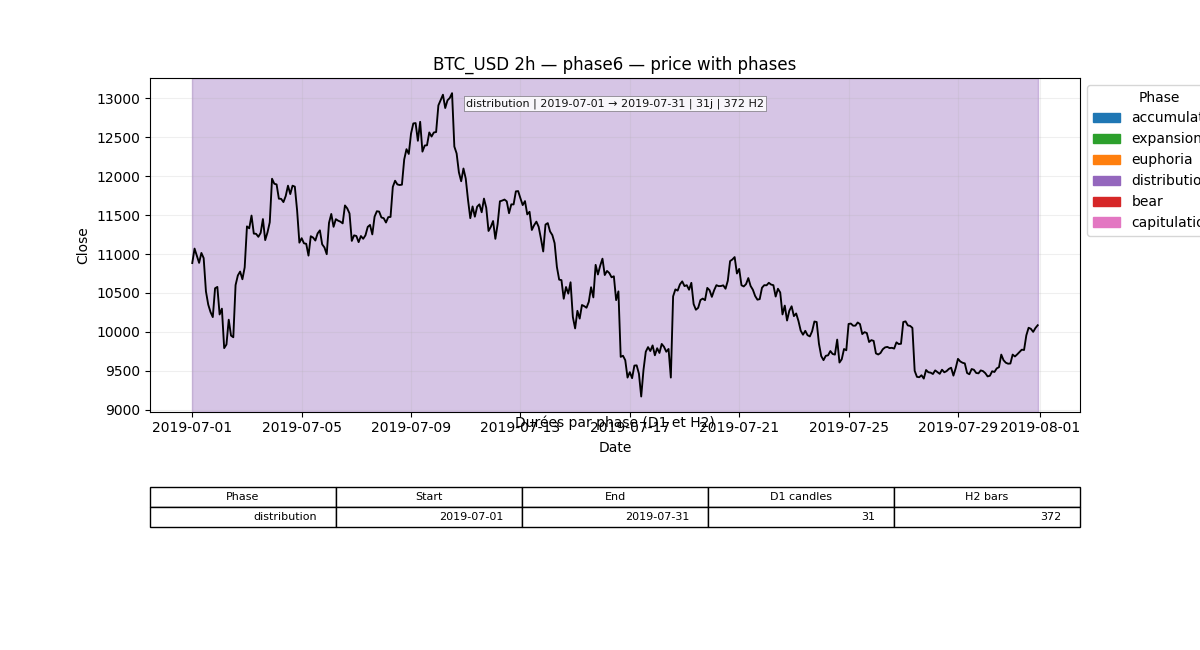 BTC_USD 2h — phase6 — price with phases
distribution | 2019-07-01 → 2019-07-31 | 31j | 372 H2
Close
13000
12500
12000
11500
11000
10500
10000
9500
9000
Phase
accumulat
expansion
euphoria
distributio
bear
capitulatio
2019-07-01 2019-07-05 2019-07-09 2019-07-13 2019-07-17 2019-07-21 2019-07-25 2019-07-29 2019-08-01
Durées par phase (D1 et H2)
Date
Phase Start End D1 candles H2 bars
distribution 2019-07-01 2019-07-31 31 372